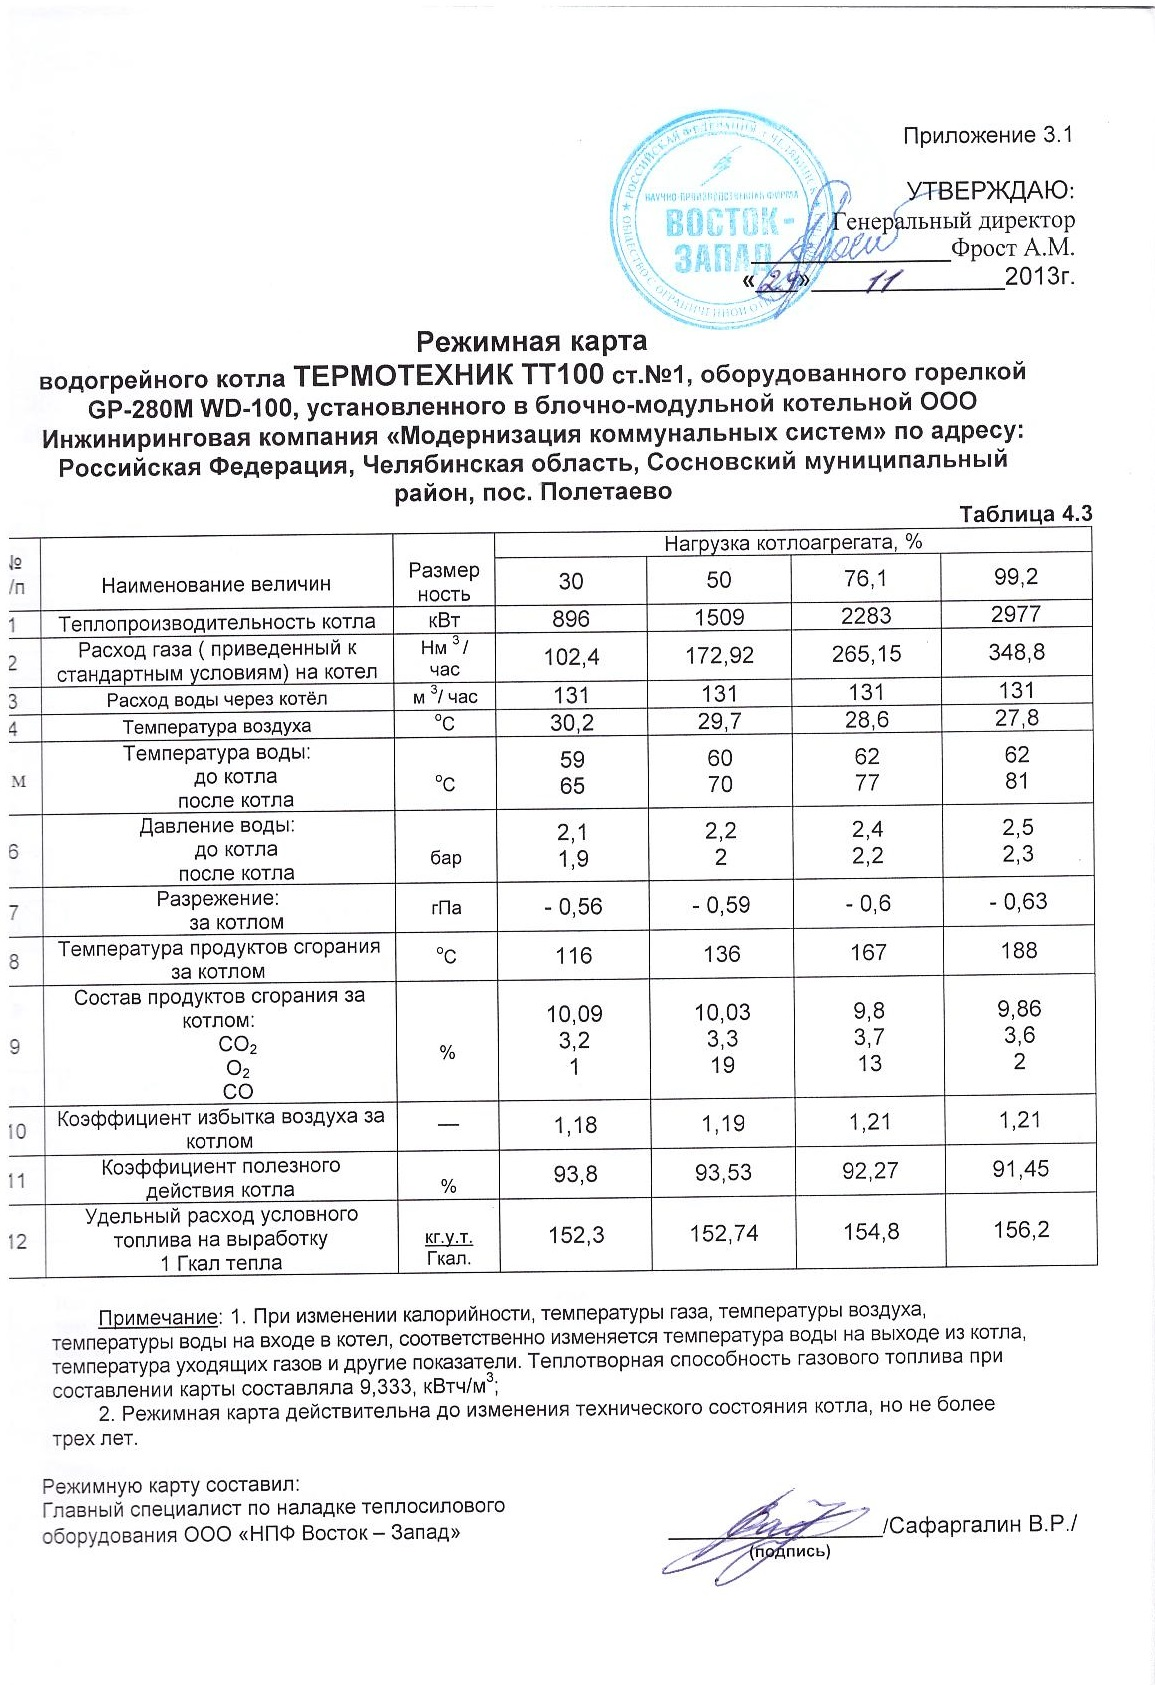 Приложение 3.1
УТВЕРЖДАЮ:
Генеральный директор
Фрост А.М.
«29» 11 2013г.
НАУЧНО-ПРОИЗВОДСТВЕННАЯ ФИРМА
ВОСТОК-
ЗАПАД
Режимная карта
водогрейного котла ТЕРМОТЕХНИК ТТ100 ст.№1, оборудованного горелкой
GP-280M WD-100, установленного в блочно-модульной котельной ООО
Инжиниринговая компания «Модернизация коммунальных систем» по адресу:
Российская Федерация, Челябинская область, Сосновский муниципальный
район, пос. Полетаево
Таблица 4.3
№ /п Наименование величин Размер ность Нагрузка котлоагрегата, %
30 50 76,1 99,2
1 Теплопроизводительность котла кВт 896 1509 2283 2977
2 Расход газа ( приведенный к стандартным условиям) на котел Нм ³/ час 102,4 172,92 265,15 348,8
3 Расход воды через котёл м ³/ час 131 131 131 131
4 Температура воздуха ºС 30,2 29,7 28,6 27,8
м Температура воды: ºС
до котла 59 60 62 62
после котла 65 70 77 81
6 Давление воды: бар
до котла 2,1 2,2 2,4 2,5
после котла 1,9 2 2,2 2,3
7 Разрежение: за котлом гПа - 0,56 - 0,59 - 0,6 - 0,63
8 Температура продуктов сгорания за котлом ºС 116 136 167 188
9 Состав продуктов сгорания за котлом: %
CO₂ 10,09 10,03 9,8 9,86
O₂ 3,2 3,3 3,7 3,6
CO 1 19 13 2
10 Коэффициент избытка воздуха за котлом — 1,18 1,19 1,21 1,21
11 Коэффициент полезного действия котла % 93,8 93,53 92,27 91,45
12 Удельный расход условного топлива на выработку 1 Гкал тепла кг.у.т. Гкал. 152,3 152,74 154,8 156,2
Примечание: 1. При изменении калорийности, температуры газа, температуры воздуха,
температуры воды на входе в котел, соответственно изменяется температура воды на выходе из котла,
температура уходящих газов и другие показатели. Теплотворная способность газового топлива при
составлении карты составляла 9,333, кВтч/м³;
2. Режимная карта действительна до изменения технического состояния котла, но не более
трех лет.
Режимную карту составил:
Главный специалист по наладке теплосилового
оборудования ООО «НПФ Восток – Запад»
/Сафаргалин В.Р./
(подпись)